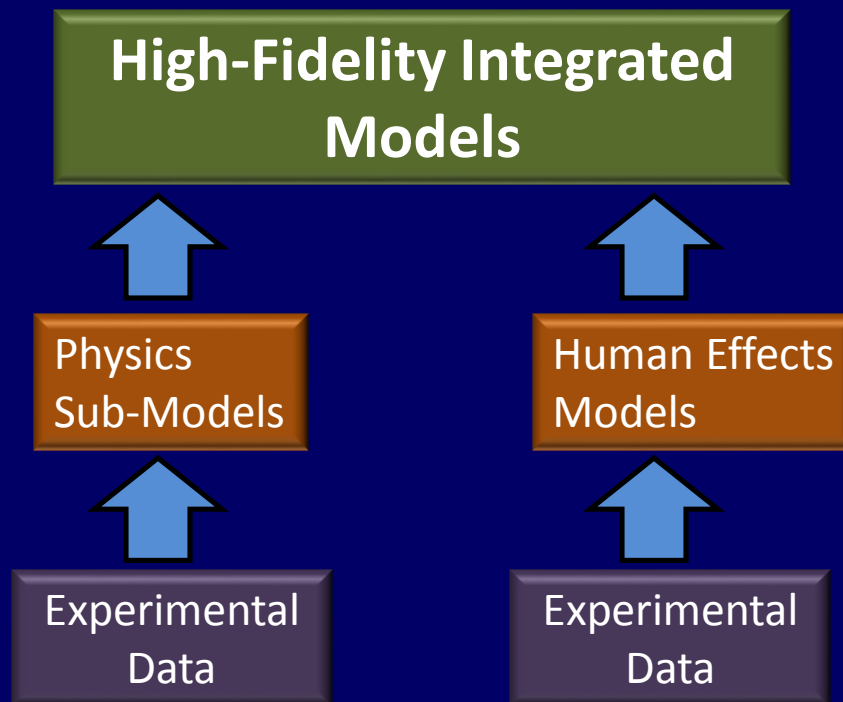 High-Fidelity Integrated
Models
Physics
Sub-Models
Human Effects
Models
Experimental
Data
Experimental
Data